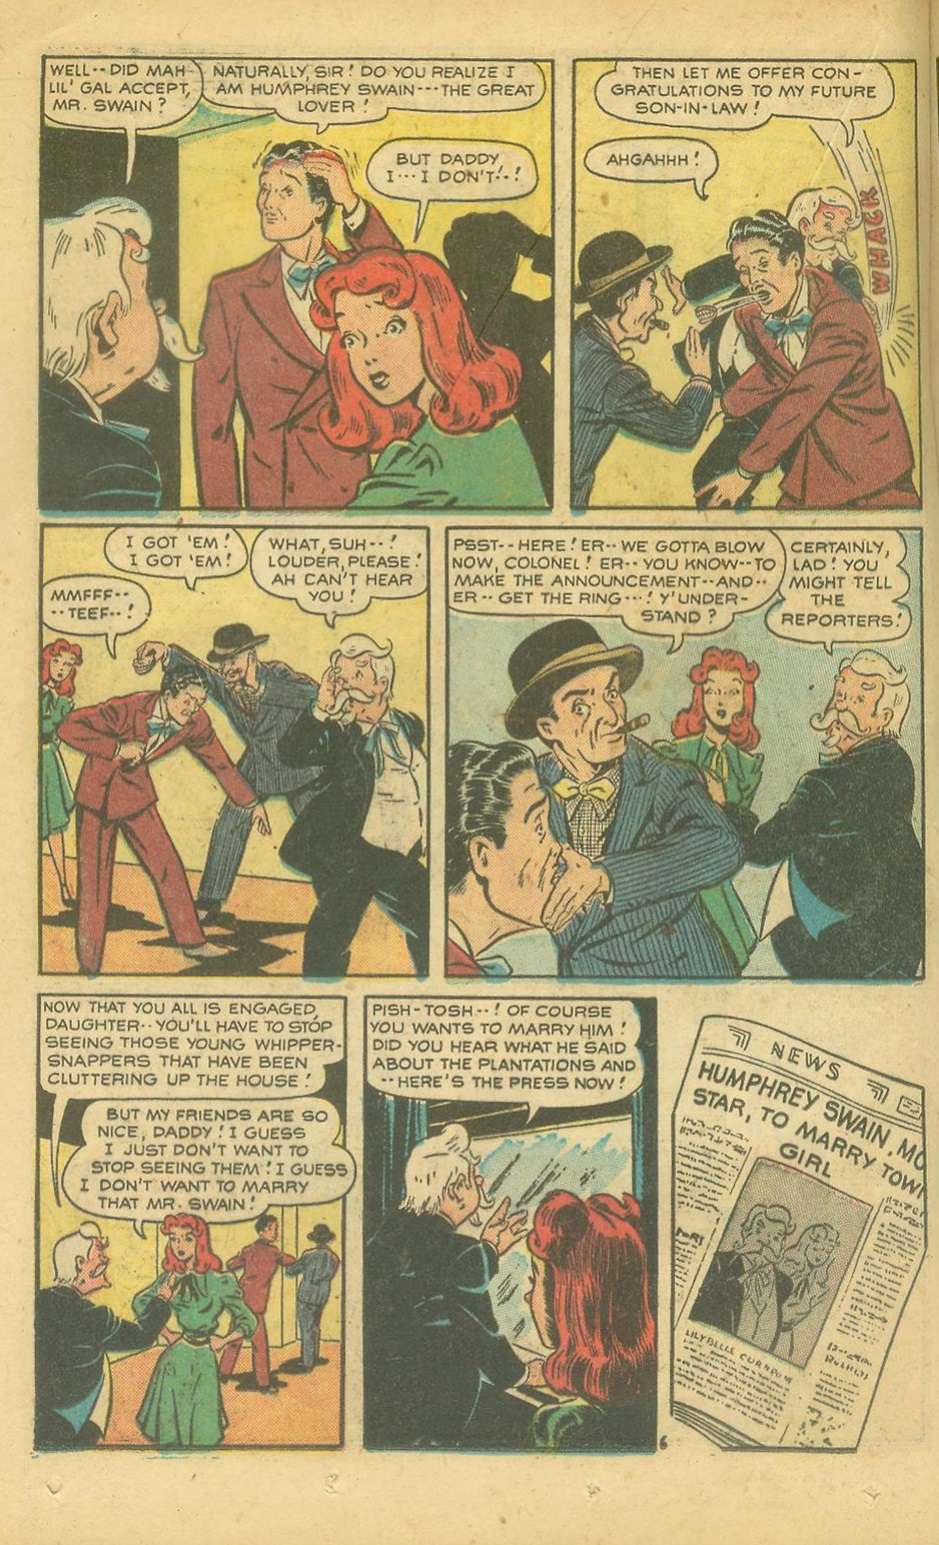 WELL--DID MAH
LIL' GAL ACCEPT,
MR. SWAIN?
NATURALLY, SIR! DO YOU REALIZE I
AM HUMPHREY SWAIN---THE GREAT
LOVER!
BUT DADDY,
I---I DON'T--!
THEN LET ME OFFER CON-
GRATULATIONS TO MY FUTURE
SON-IN-LAW!
AHGAHHH!
WHACK
I GOT 'EM!
I GOT 'EM!
MMFFF--
--TEEF--!
WHAT, SUH--!
LOUDER, PLEASE!
AH CAN'T HEAR
YOU!
PSST--HERE! ER--WE GOTTA BLOW
NOW, COLONEL! ER--YOU KNOW--TO
MAKE THE ANNOUNCEMENT--AND--
ER--GET THE RING---! Y'UNDER-
STAND?
CERTAINLY,
LAD! YOU
MIGHT TELL
THE
REPORTERS!
NOW THAT YOU ALL IS ENGAGED,
DAUGHTER--YOU'LL HAVE TO STOP
SEEING THOSE YOUNG WHIPPER-
SNAPPERS THAT HAVE BEEN
CLUTTERING UP THE HOUSE!
BUT MY FRIENDS ARE SO
NICE, DADDY! I GUESS
I JUST DON'T WANT TO
STOP SEEING THEM! I GUESS
I DON'T WANT TO MARRY
THAT MR. SWAIN!
PISH-TOSH--! OF COURSE
YOU WANTS TO MARRY HIM!
DID YOU HEAR WHAT HE SAID
ABOUT THE PLANTATIONS AND
--HERE'S THE PRESS NOW!
NEWS
HUMPHREY SWAIN, MO
STAR, TO MARRY TOWN
GIRL
LILYBELLE
6